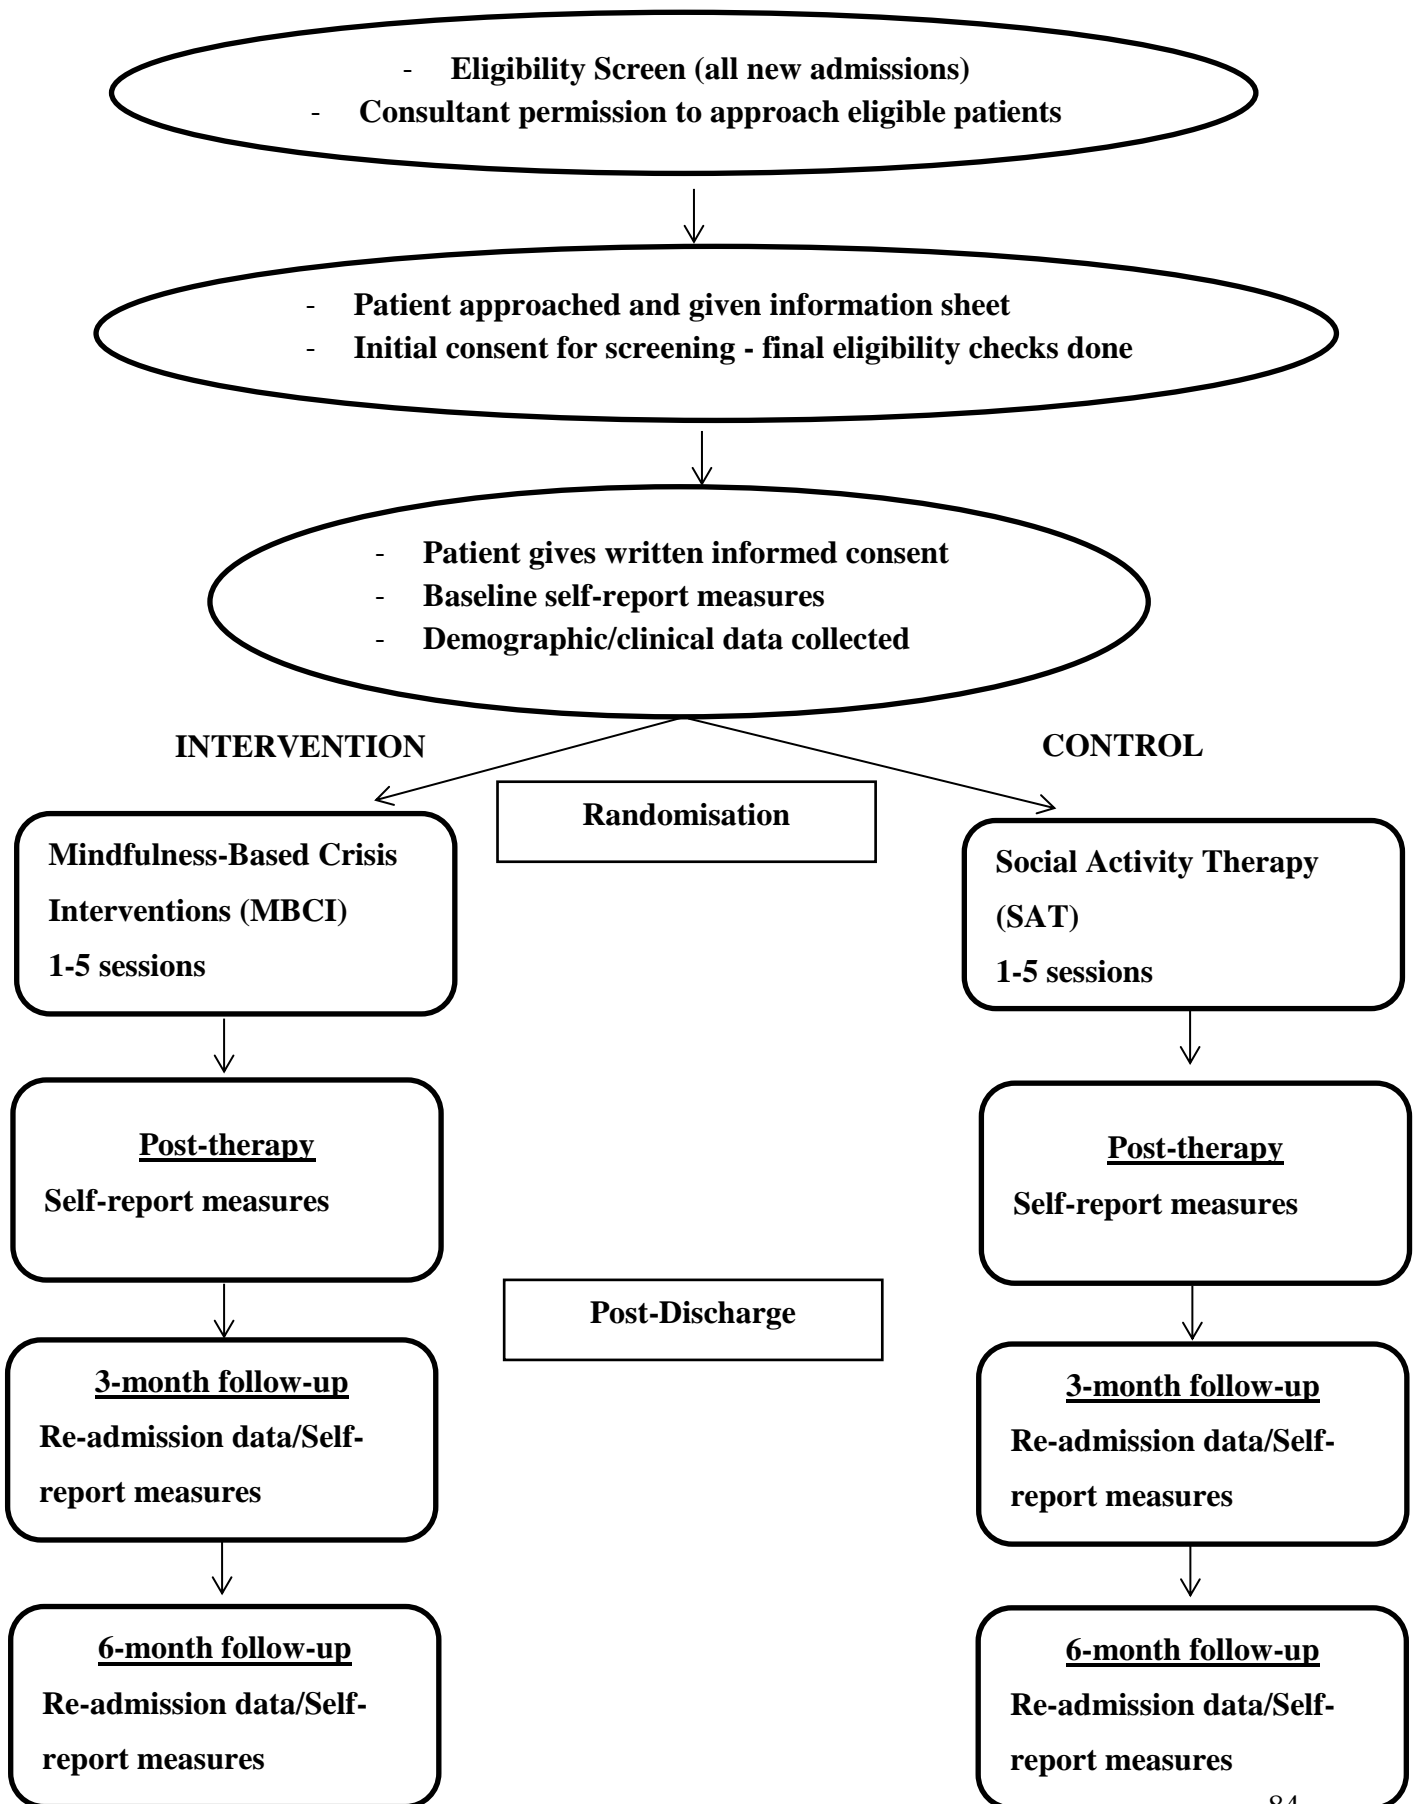 - Eligibility Screen (all new admissions)
- Consultant permission to approach eligible patients
- Patient approached and given information sheet
- Initial consent for screening - final eligibility checks done
- Patient gives written informed consent
- Baseline self-report measures
- Demographic/clinical data collected
INTERVENTION
CONTROL
Randomisation
Mindfulness-Based Crisis
Interventions (MBCI)
1-5 sessions
Social Activity Therapy
(SAT)
1-5 sessions
Post-therapy
Self-report measures
Post-therapy
Self-report measures
Post-Discharge
3-month follow-up
Re-admission data/Self-
report measures
3-month follow-up
Re-admission data/Self-
report measures
6-month follow-up
Re-admission data/Self-
report measures
6-month follow-up
Re-admission data/Self-
report measures
84